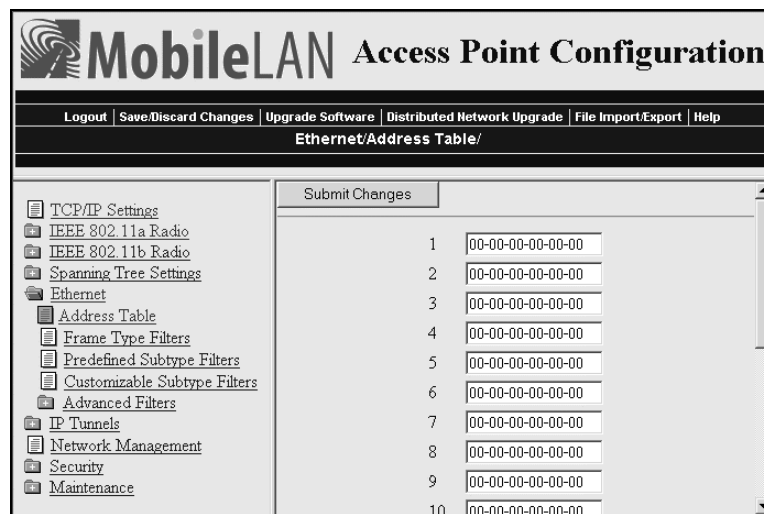 MobileLAN Access Point Configuration
Logout | Save/Discard Changes | Upgrade Software | Distributed Network Upgrade | File Import/Export | Help
Ethernet/Address Table/
TCP/IP Settings
IEEE 802.11a Radio
IEEE 802.11b Radio
Spanning Tree Settings
Ethernet
Address Table
Frame Type Filters
Predefined Subtype Filters
Customizable Subtype Filters
Advanced Filters
IP Tunnels
Network Management
Security
Maintenance
Submit Changes
1 00-00-00-00-00-00
2 00-00-00-00-00-00
3 00-00-00-00-00-00
4 00-00-00-00-00-00
5 00-00-00-00-00-00
6 00-00-00-00-00-00
7 00-00-00-00-00-00
8 00-00-00-00-00-00
9 00-00-00-00-00-00
10 00-00-00-00-00-00